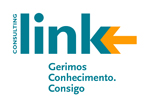 CONSULTING
link
Gerimos
Conhecimento.
Consigo